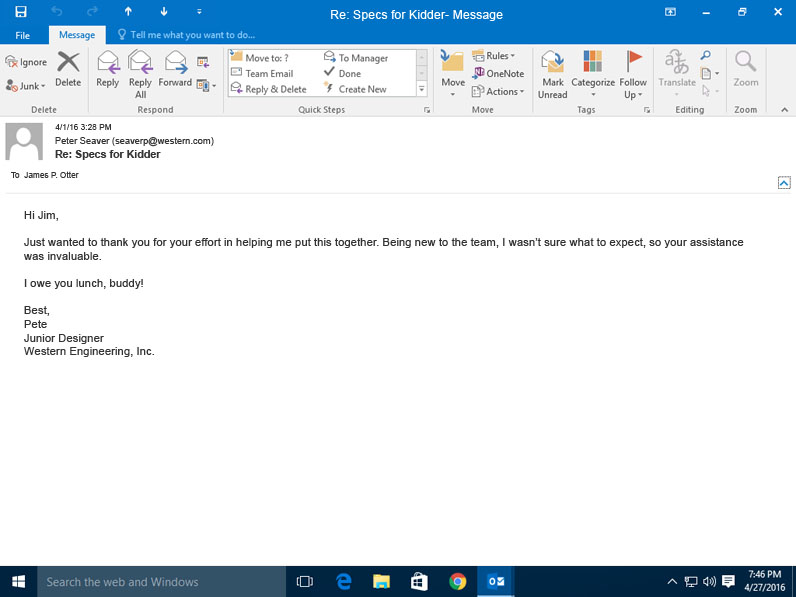 Re: Specs for Kidder- Message
File
Message
Tell me what you want to do...
Ignore
Junk
Delete
Reply
Reply All
Forward
Move to: ?
Team Email
Reply & Delete
To Manager
Done
Create New
Move
Rules
OneNote
Actions
Mark Unread
Categorize
Follow Up
Translate
Zoom
Delete
Respond
Quick Steps
Move
Tags
Editing
Zoom
4/1/16 3:28 PM
Peter Seaver (seaverp@western.com)
Re: Specs for Kidder
To James P. Otter
Hi Jim,
Just wanted to thank you for your effort in helping me put this together. Being new to the team, I wasn't sure what to expect, so your assistance
was invaluable.
I owe you lunch, buddy!
Best,
Pete
Junior Designer
Western Engineering, Inc.
Search the web and Windows
7:46 PM
4/27/2016